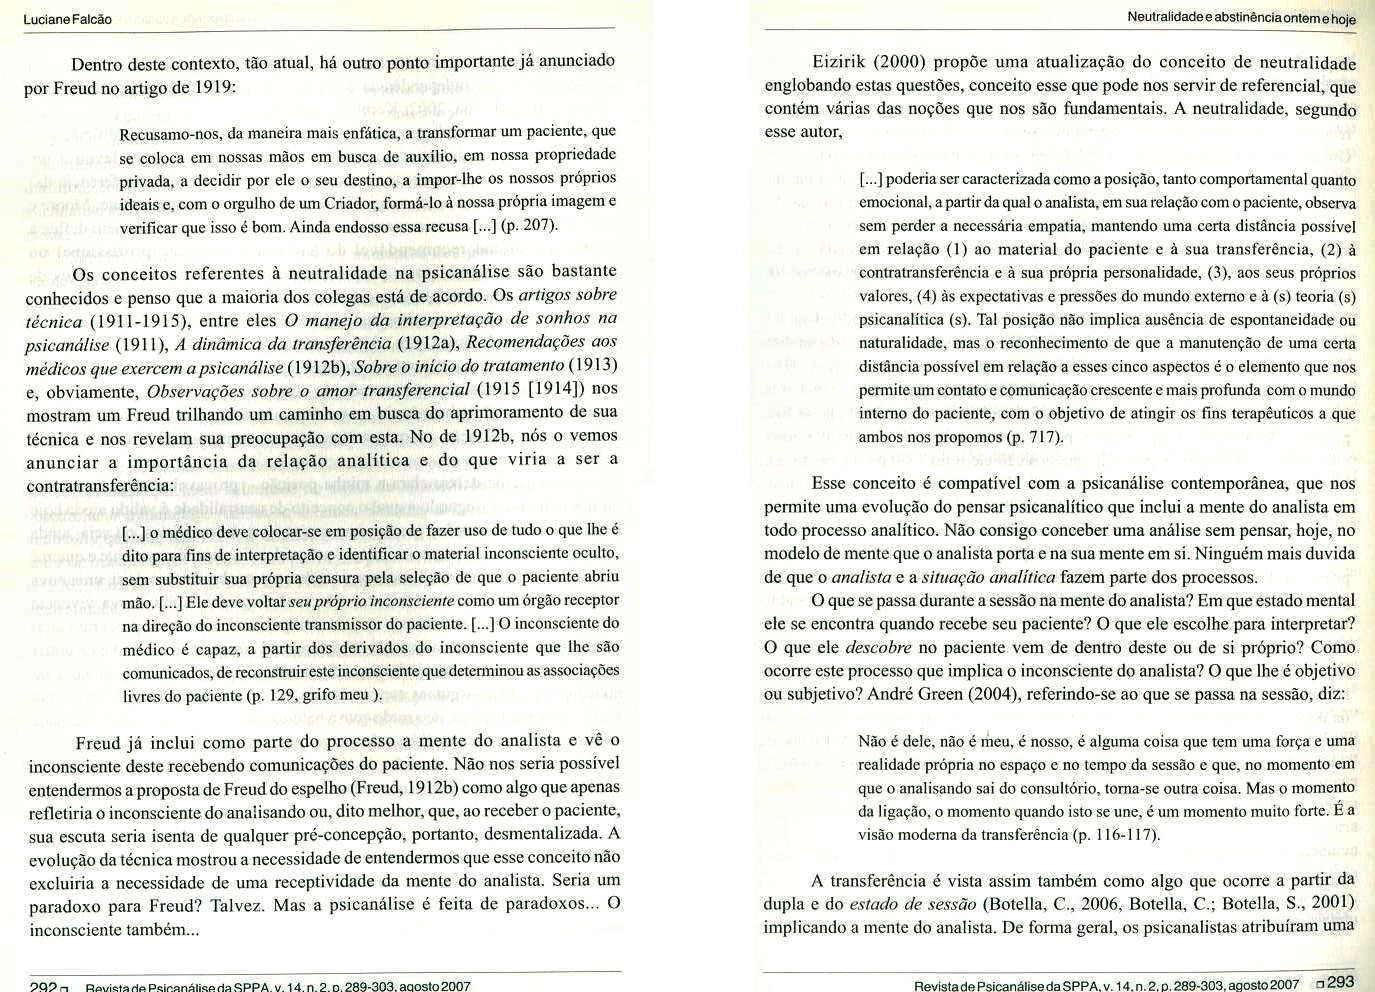 Luciane Falcão
Dentro deste contexto, tão atual, há outro ponto importante já anunciado
por Freud no artigo de 1919:
Recusamo-nos, da maneira mais enfática, a transformar um paciente, que
se coloca em nossas mãos em busca de auxílio, em nossa propriedade
privada, a decidir por ele o seu destino, a impor-lhe os nossos próprios
ideais e, com o orgulho de um Criador, formá-lo à nossa própria imagem e
verificar que isso é bom. Ainda endosso essa recusa [...] (p. 207).
Os conceitos referentes à neutralidade na psicanálise são bastante
conhecidos e penso que a maioria dos colegas está de acordo. Os artigos sobre
técnica (1911-1915), entre eles O manejo da interpretação de sonhos na
psicanálise (1911), A dinâmica da transferência (1912a), Recomendações aos
médicos que exercem a psicanálise (1912b), Sobre o início do tratamento (1913)
e, obviamente, Observações sobre o amor transferencial (1915 [1914]) nos
mostram um Freud trilhando um caminho em busca do aprimoramento de sua
técnica e nos revelam sua preocupação com esta. No de 1912b, nós o vemos
anunciar a importância da relação analítica e do que viria a ser a
contratransferência:
[...] o médico deve colocar-se em posição de fazer uso de tudo o que lhe é
dito para fins de interpretação e identificar o material inconsciente oculto,
sem substituir sua própria censura pela seleção de que o paciente abriu
mão. [...] Ele deve voltar seu próprio inconsciente como um órgão receptor
na direção do inconsciente transmissor do paciente. [...] O inconsciente do
médico é capaz, a partir dos derivados do inconsciente que lhe são
comunicados, de reconstruir este inconsciente que determinou as associações
livres do paciente (p. 129, grifo meu ).
Freud já inclui como parte do processo a mente do analista e vê o
inconsciente deste recebendo comunicações do paciente. Não nos seria possível
entendermos a proposta de Freud do espelho (Freud, 1912b) como algo que apenas
refletiria o inconsciente do analisando ou, dito melhor, que, ao receber o paciente,
sua escuta seria isenta de qualquer pré-concepção, portanto, desmentalizada. A
evolução da técnica mostrou a necessidade de entendermos que esse conceito não
excluiria a necessidade de uma receptividade da mente do analista. Seria um
paradoxo para Freud? Talvez. Mas a psicanálise é feita de paradoxos... O
inconsciente também...
292 □ Revista de Psicanálise da SPPA, v. 14, n. 2, p. 289-303, agosto 2007
Neutralidade e abstinência ontem e hoje
Eizirik (2000) propõe uma atualização do conceito de neutralidade
englobando estas questões, conceito esse que pode nos servir de referencial, que
contém várias das noções que nos são fundamentais. A neutralidade, segundo
esse autor,
[...] poderia ser caracterizada como a posição, tanto comportamental quanto
emocional, a partir da qual o analista, em sua relação com o paciente, observa
sem perder a necessária empatia, mantendo uma certa distância possível
em relação (1) ao material do paciente e à sua transferência, (2) à
contratransferência e à sua própria personalidade, (3), aos seus próprios
valores, (4) às expectativas e pressões do mundo externo e à (s) teoria (s)
psicanalítica (s). Tal posição não implica ausência de espontaneidade ou
naturalidade, mas o reconhecimento de que a manutenção de uma certa
distância possível em relação a esses cinco aspectos é o elemento que nos
permite um contato e comunicação crescente e mais profunda com o mundo
interno do paciente, com o objetivo de atingir os fins terapêuticos a que
ambos nos propomos (p. 717).
Esse conceito é compatível com a psicanálise contemporânea, que nos
permite uma evolução do pensar psicanalítico que inclui a mente do analista em
todo processo analítico. Não consigo conceber uma análise sem pensar, hoje, no
modelo de mente que o analista porta e na sua mente em si. Ninguém mais duvida
de que o analista e a situação analítica fazem parte dos processos.
O que se passa durante a sessão na mente do analista? Em que estado mental
ele se encontra quando recebe seu paciente? O que ele escolhe para interpretar?
O que ele descobre no paciente vem de dentro deste ou de si próprio? Como
ocorre este processo que implica o inconsciente do analista? O que lhe é objetivo
ou subjetivo? André Green (2004), referindo-se ao que se passa na sessão, diz:
Não é dele, não é meu, é nosso, é alguma coisa que tem uma força e uma
realidade própria no espaço e no tempo da sessão e que, no momento em
que o analisando sai do consultório, torna-se outra coisa. Mas o momento
da ligação, o momento quando isto se une, é um momento muito forte. É a
visão moderna da transferência (p. 116-117).
A transferência é vista assim também como algo que ocorre a partir da
dupla e do estado de sessão (Botella, C., 2006, Botella, C.; Botella, S., 2001)
implicando a mente do analista. De forma geral, os psicanalistas atribuíram uma
Revista de Psicanálise da SPPA, v. 14, n. 2, p. 289-303, agosto 2007 □ 293